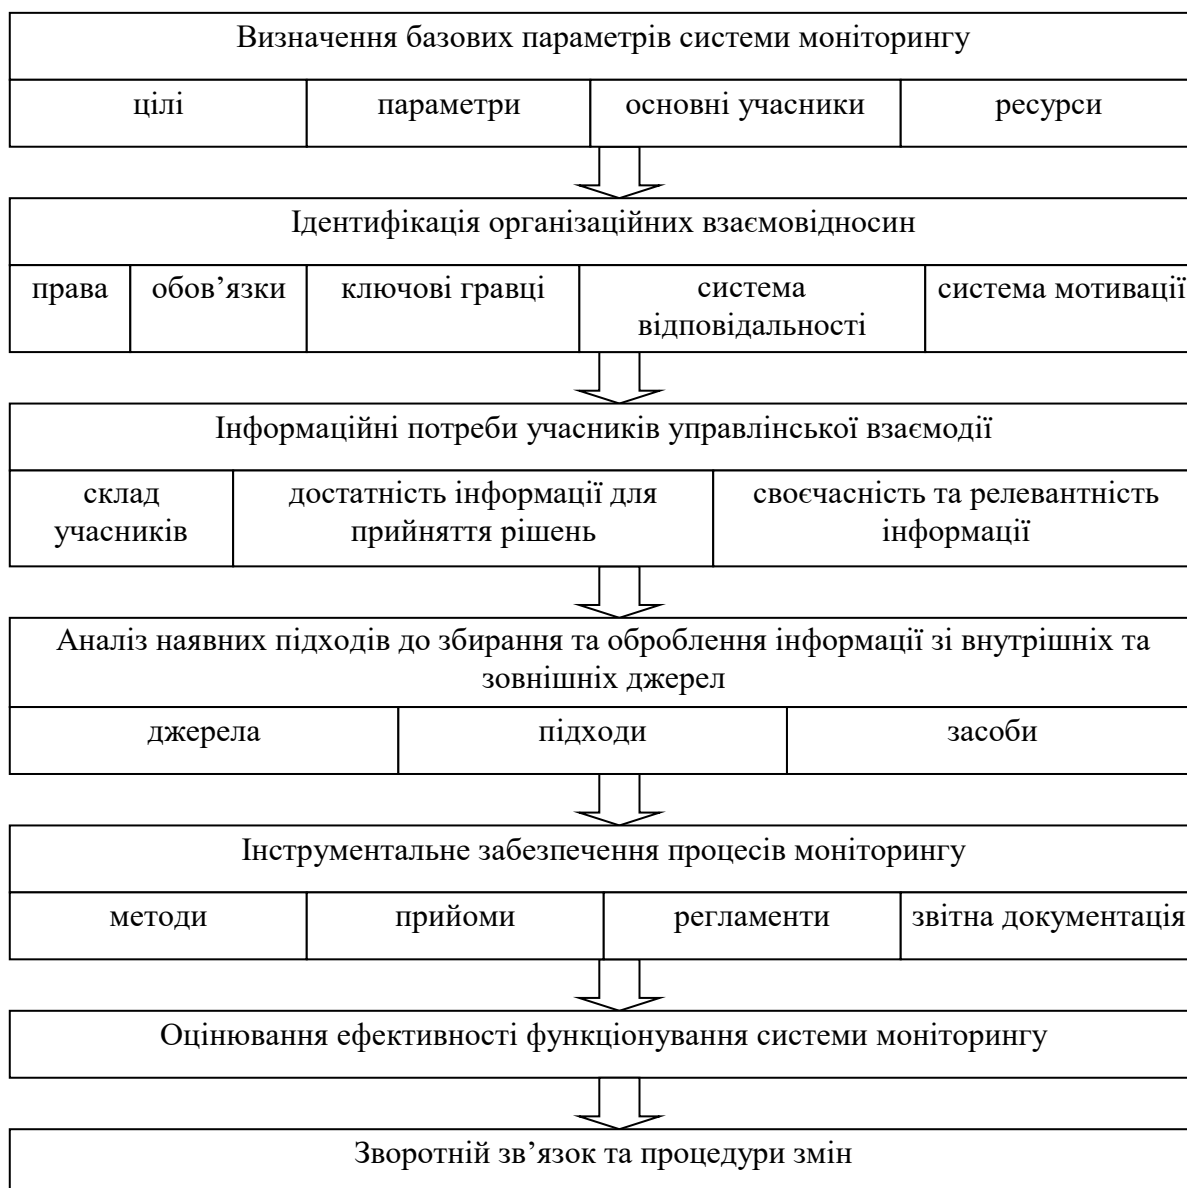 Визначення базових параметрів системи моніторингу
цілі параметри основні учасники ресурси
Ідентифікація організаційних взаємовідносин
права обов’язки ключові гравці система відповідальності система мотивації
Інформаційні потреби учасників управлінської взаємодії
склад учасників достатність інформації для прийняття рішень своєчасність та релевантність інформації
Аналіз наявних підходів до збирання та оброблення інформації зі внутрішніх та
зовнішніх джерел
джерела підходи засоби
Інструментальне забезпечення процесів моніторингу
методи прийоми регламенти звітна документація
Оцінювання ефективності функціонування системи моніторингу
Зворотній зв’язок та процедури змін